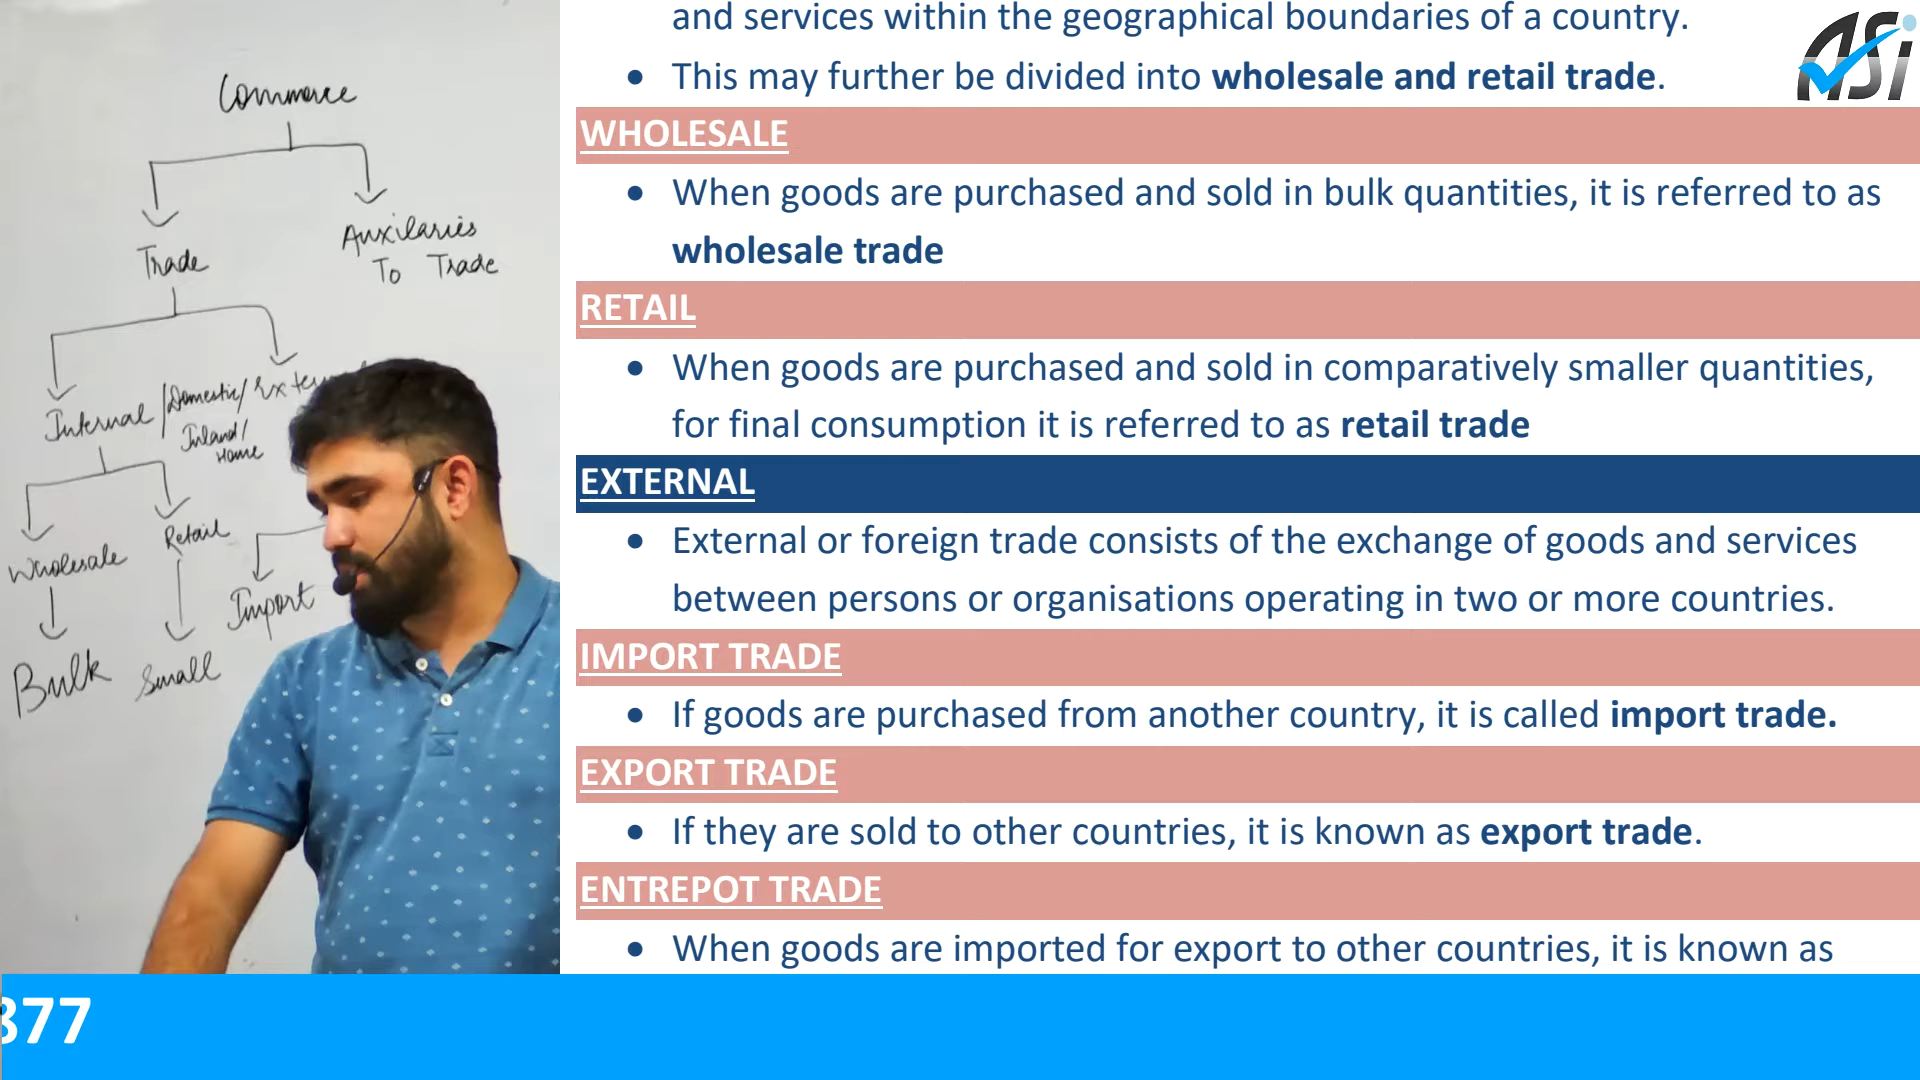 Commerce
Trade
Auxilaries
To Trade
Internal / Domestic/
Inland/
Home
Wholesale
Retail
Import
Bulk
Small
and services within the geographical boundaries of a country.
• This may further be divided into wholesale and retail trade.
ASi
WHOLESALE
• When goods are purchased and sold in bulk quantities, it is referred to as
wholesale trade
RETAIL
• When goods are purchased and sold in comparatively smaller quantities,
for final consumption it is referred to as retail trade
EXTERNAL
• External or foreign trade consists of the exchange of goods and services
between persons or organisations operating in two or more countries.
IMPORT TRADE
• If goods are purchased from another country, it is called import trade.
EXPORT TRADE
• If they are sold to other countries, it is known as export trade.
ENTREPOT TRADE
• When goods are imported for export to other countries, it is known as
377